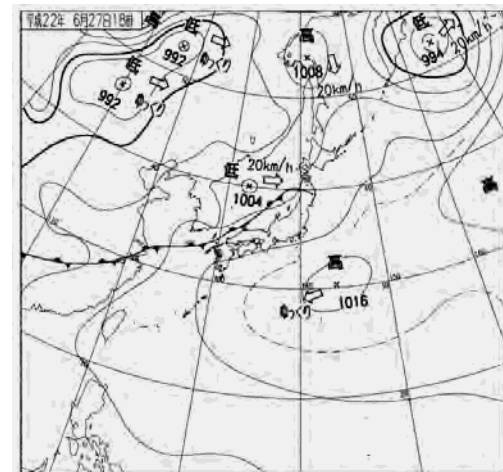 平成22年 6月27日18時
高
低
992
ゆっくり
低
992
ゆっくり
高
1008
20km/h
低
994
20km/h
低
20km/h
1004
高
高
1016
ゆっくり